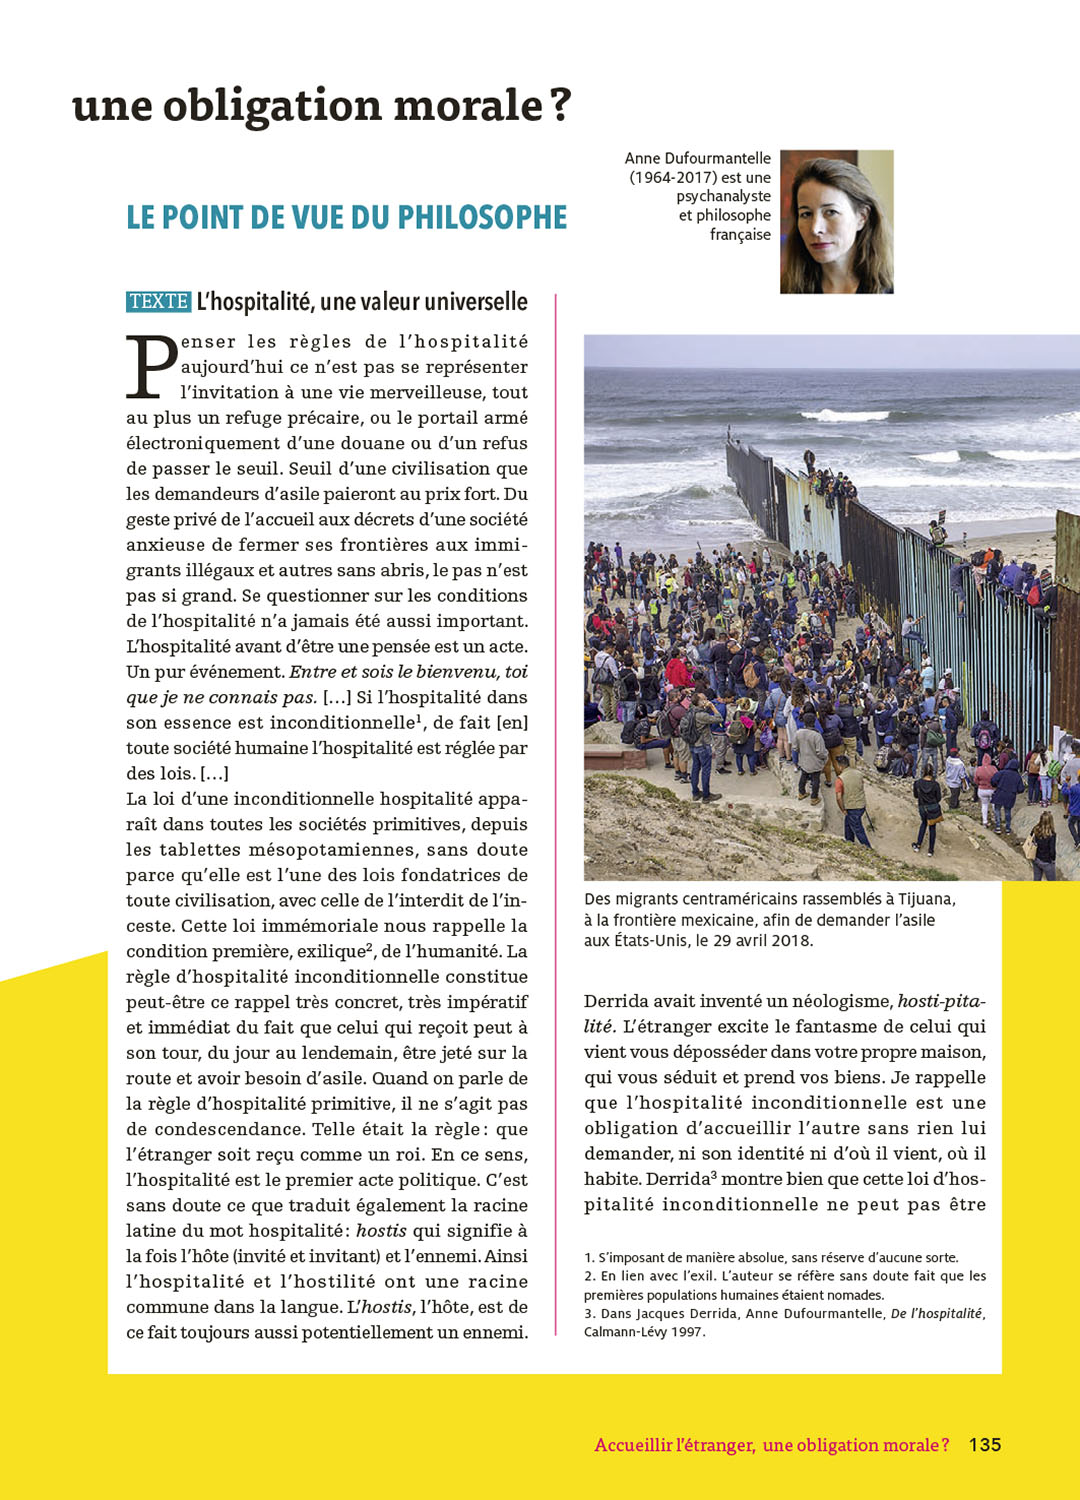 une obligation morale ?
LE POINT DE VUE DU PHILOSOPHE
Anne Dufourmantelle
(1964-2017) est une
psychanalyste
et philosophe
française
TEXTE L’hospitalité, une valeur universelle
Penser les règles de l’hospitalité
aujourd’hui ce n’est pas se représenter
l’invitation à une vie merveilleuse, tout
au plus un refuge précaire, ou le portail armé
électroniquement d’une douane ou d’un refus
de passer le seuil. Seuil d’une civilisation que
les demandeurs d’asile paieront au prix fort. Du
geste privé de l’accueil aux décrets d’une société
anxieuse de fermer ses frontières aux immi-
grants illégaux et autres sans abris, le pas n’est
pas si grand. Se questionner sur les conditions
de l’hospitalité n’a jamais été aussi important.
L’hospitalité avant d’être une pensée est un acte.
Un pur événement. Entre et sois le bienvenu, toi
que je ne connais pas. […] Si l’hospitalité dans
son essence est inconditionnelle¹, de fait [en]
toute société humaine l’hospitalité est réglée par
des lois. […]
La loi d’une inconditionnelle hospitalité appa-
raît dans toutes les sociétés primitives, depuis
les tablettes mésopotamiennes, sans doute
parce qu’elle est l’une des lois fondatrices de
toute civilisation, avec celle de l’interdit de l’in-
ceste. Cette loi immémoriale nous rappelle la
condition première, exilique², de l’humanité. La
règle d’hospitalité inconditionnelle constitue
peut-être ce rappel très concret, très impératif
et immédiat du fait que celui qui reçoit peut à
son tour, du jour au lendemain, être jeté sur la
route et avoir besoin d’asile. Quand on parle de
la règle d’hospitalité primitive, il ne s’agit pas
de condescendance. Telle était la règle : que
l’étranger soit reçu comme un roi. En ce sens,
l’hospitalité est le premier acte politique. C’est
sans doute ce que traduit également la racine
latine du mot hospitalité : hostis qui signifie à
la fois l’hôte (invité et invitant) et l’ennemi. Ainsi
l’hospitalité et l’hostilité ont une racine
commune dans la langue. L’hostis, l’hôte, est de
ce fait toujours aussi potentiellement un ennemi.
Des migrants centraméricains rassemblés à Tijuana,
à la frontière mexicaine, afin de demander l’asile
aux États-Unis, le 29 avril 2018.
Derrida avait inventé un néologisme, hosti-pita-
lité. L’étranger excite le fantasme de celui qui
vient vous déposséder dans votre propre maison,
qui vous séduit et prend vos biens. Je rappelle
que l’hospitalité inconditionnelle est une
obligation d’accueillir l’autre sans rien lui
demander, ni son identité ni d’où il vient, où il
habite. Derrida³ montre bien que cette loi d’hos-
pitalité inconditionnelle ne peut pas être
1. S’imposant de manière absolue, sans réserve d’aucune sorte.
2. En lien avec l’exil. L’auteur se réfère sans doute fait que les
premières populations humaines étaient nomades.
3. Dans Jacques Derrida, Anne Dufourmantelle, De l’hospitalité,
Calmann-Lévy 1997.
Accueillir l’étranger, une obligation morale ? 135